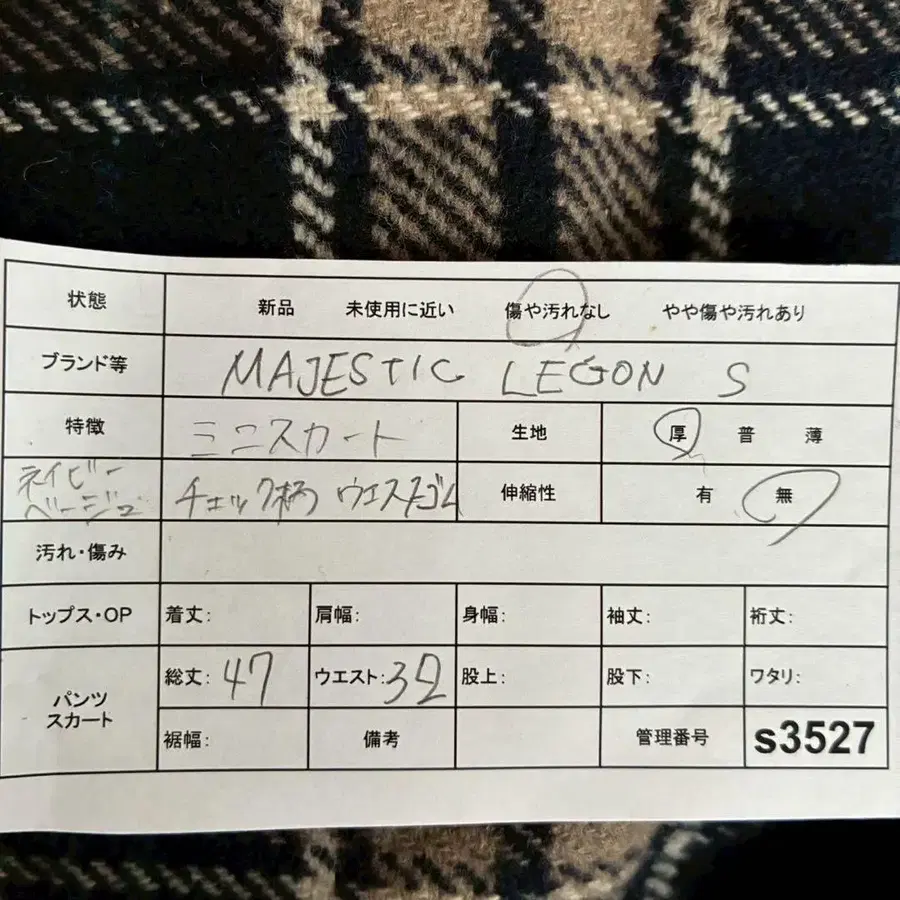 状態 新品 未使用に近い 傷や汚れなし やや傷や汚れあり
ブランド等 MAJESTIC LEGON S
特徴 ミニスカート 生地 厚 普 薄
ネイビー
ベージュ チェック柄 ウエストゴム 伸縮性 有 無
汚れ・傷み
トップス・OP 着丈: 肩幅: 身幅: 袖丈: 裄丈:
パンツ
スカート 総丈: 47 ウエスト: 32 股上: 股下: ワタリ:
裾幅: 備考 管理番号 s3527